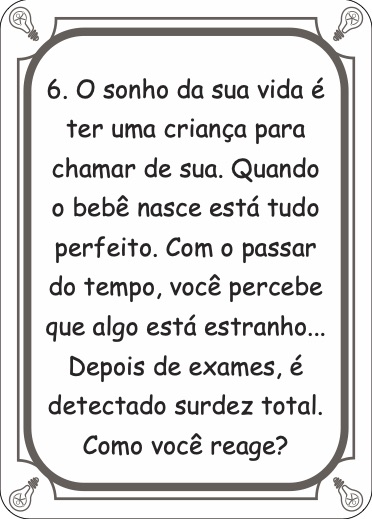 6. O sonho da sua vida é
ter uma criança para
chamar de sua. Quando
o bebê nasce está tudo
perfeito. Com o passar
do tempo, você percebe
que algo está estranho...
Depois de exames, é
detectado surdez total.
Como você reage?